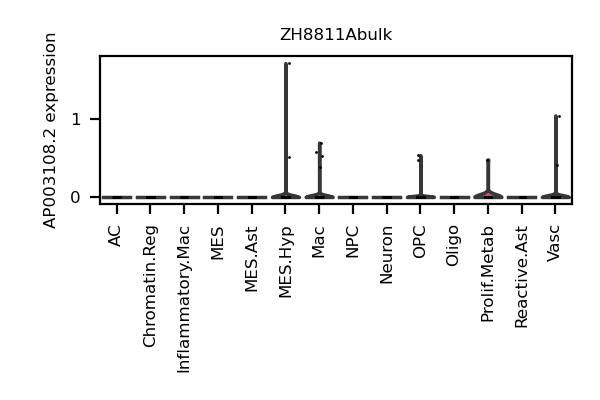 ZH8811Abulk
AP003108.2 expression
1
0
AC
Chromatin.Reg
Inflammatory.Mac
MES
MES.Ast
MES.Hyp
Mac
NPC
Neuron
OPC
Oligo
Prolif.Metab
Reactive.Ast
Vasc